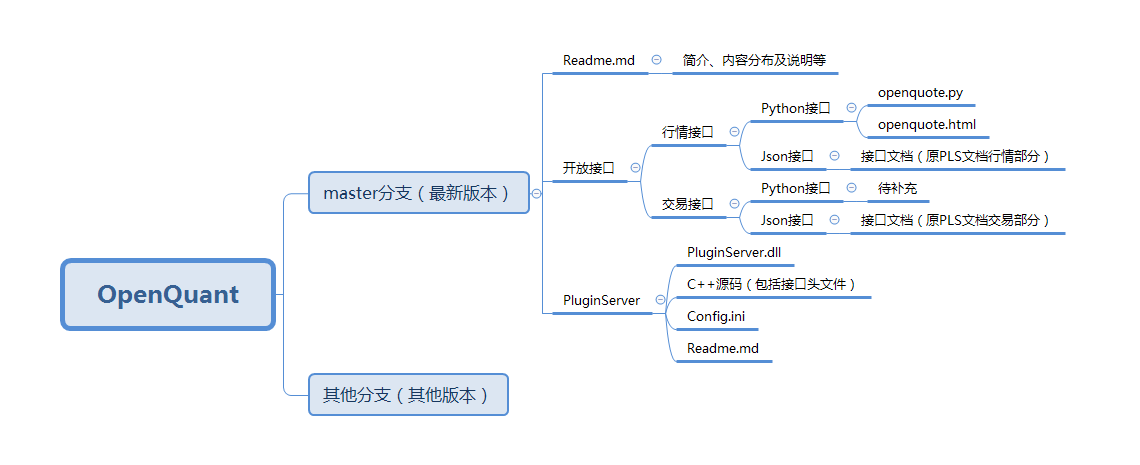 OpenQuant
master分支（最新版本）
Readme.md
简介、内容分布及说明等
开放接口
行情接口
Python接口
openquote.py
openquote.html
Json接口
接口文档（原PLS文档行情部分）
交易接口
Python接口
待补充
Json接口
接口文档（原PLS文档交易部分）
PluginServer
PluginServer.dll
C++源码（包括接口头文件）
Config.ini
Readme.md
其他分支（其他版本）